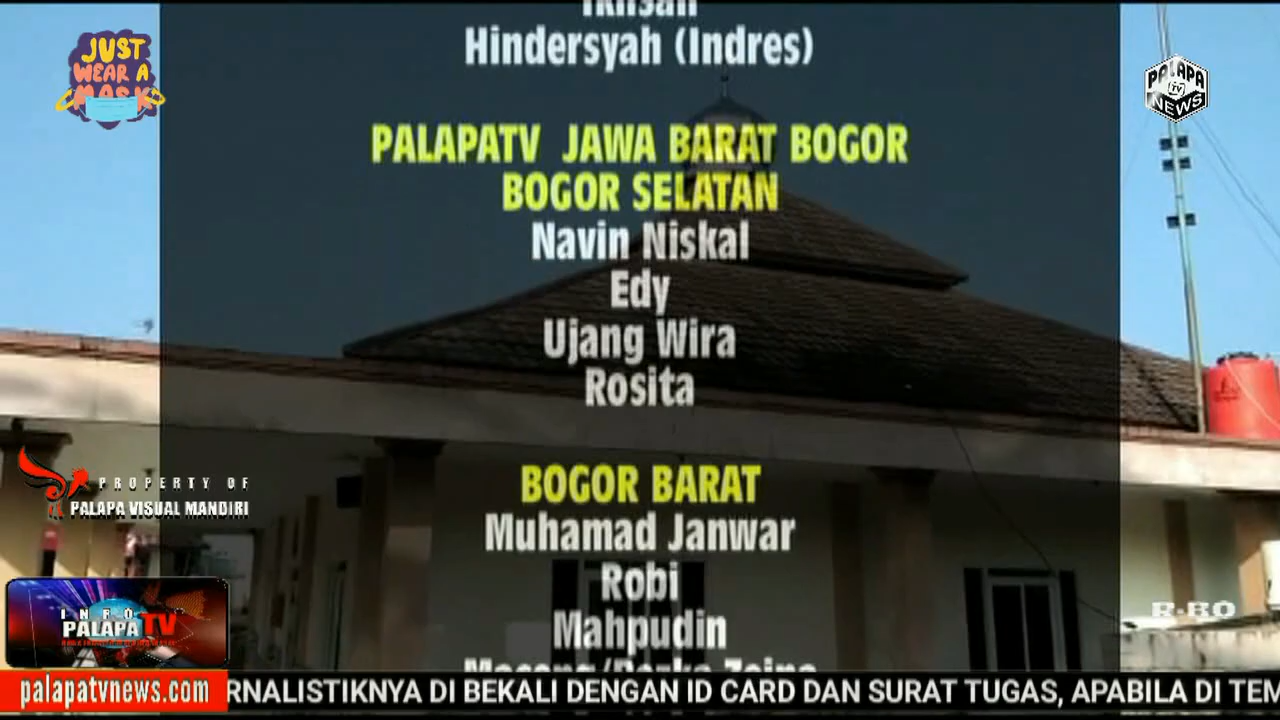 Ikhsan
Hindersyah (Indres)
JUST
WEAR A
MASK
PALAPA
tv
NEWS
PALAPATV JAWA BARAT BOGOR
BOGOR SELATAN
Navin Niskal
Edy
Ujang Wira
Rosita
BOGOR BARAT
Muhamad Janwar
Robi
Mahpudin
PROPERTY OF
PALAPA VISUAL MANDIRI
INFO
PALAPA TV
R-BO
palapatvnews.com
RNALISTIKNYA DI BEKALI DENGAN ID CARD DAN SURAT TUGAS, APABILA DI TEM